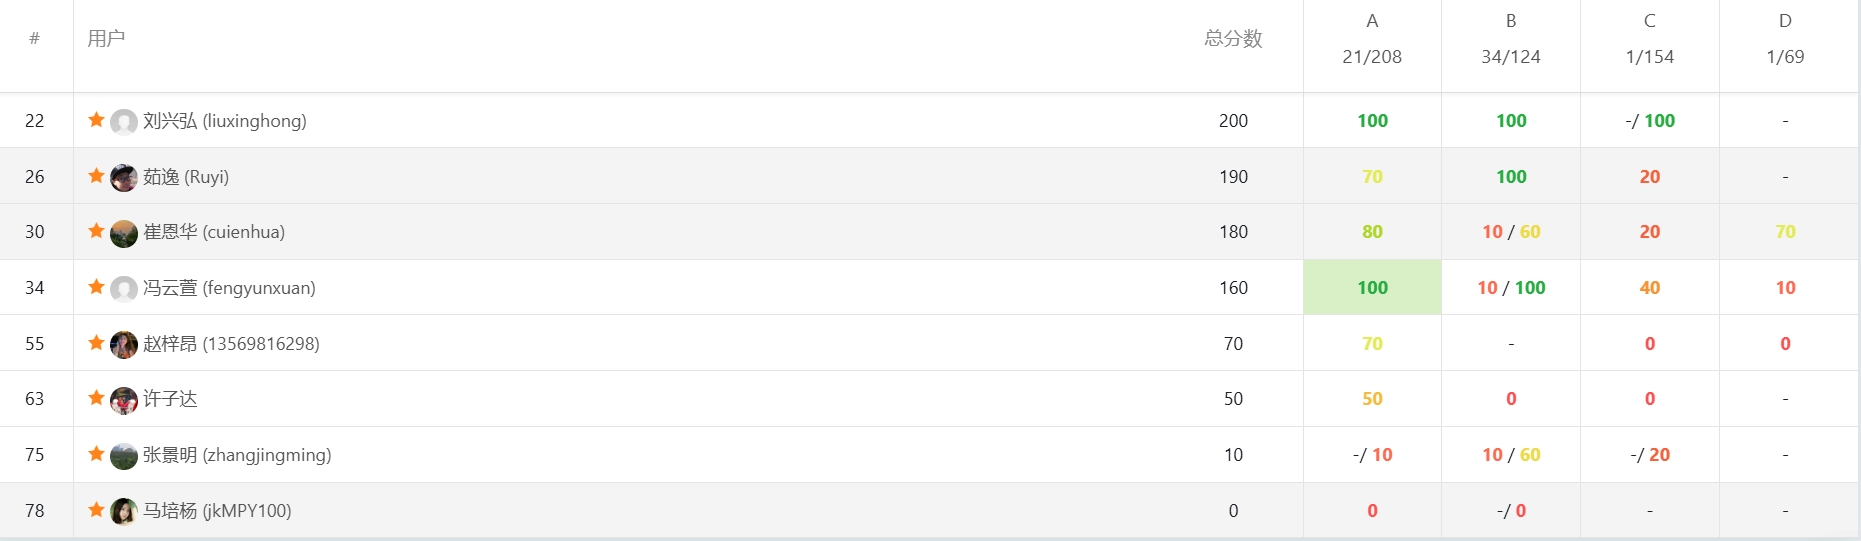 # 用户 总分数 A B C D
21/208 34/124 1/154 1/69
22 刘兴弘 (liuxinghong) 200 100 100 -/ 100 -
26 茹逸 (Ruyi) 190 70 100 20 -
30 崔恩华 (cuienhua) 180 80 10 / 60 20 70
34 冯云萱 (fengyunxuan) 160 100 10 / 100 40 10
55 赵梓昂 (13569816298) 70 70 - 0 0
63 许子达 50 50 0 0 -
75 张景明 (zhangjingming) 10 -/ 10 10 / 60 -/ 20 -
78 马培杨 (jkMPY100) 0 0 -/ 0 - -